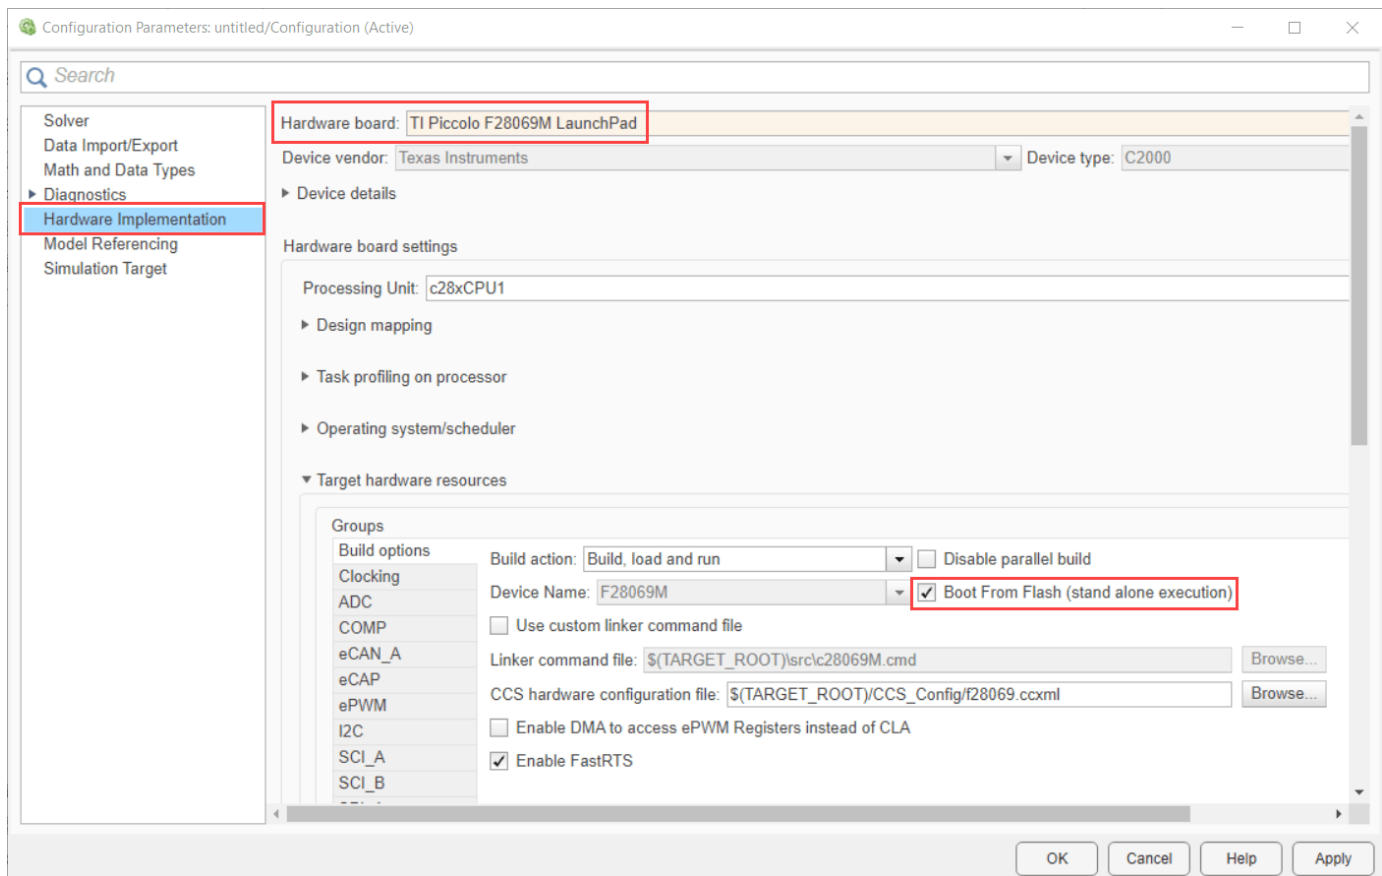 Configuration Parameters: untitled/Configuration (Active)
Search
Solver
Data Import/Export
Math and Data Types
Diagnostics
Hardware Implementation
Model Referencing
Simulation Target
Hardware board: TI Piccolo F28069M LaunchPad
Device vendor: Texas Instruments Device type: C2000
Device details
Hardware board settings
Processing Unit: c28xCPU1
Design mapping
Task profiling on processor
Operating system/scheduler
Target hardware resources
Groups
Build options
Clocking
ADC
COMP
eCAN_A
eCAP
ePWM
I2C
SCI_A
SCI_B
Build action: Build, load and run Disable parallel build
Device Name: F28069M Boot From Flash (stand alone execution)
Use custom linker command file
Linker command file: $(TARGET_ROOT)\src\c28069M.cmd Browse...
CCS hardware configuration file: $(TARGET_ROOT)/CCS_Config/f28069.ccxml Browse...
Enable DMA to access ePWM Registers instead of CLA
Enable FastRTS
OK Cancel Help Apply